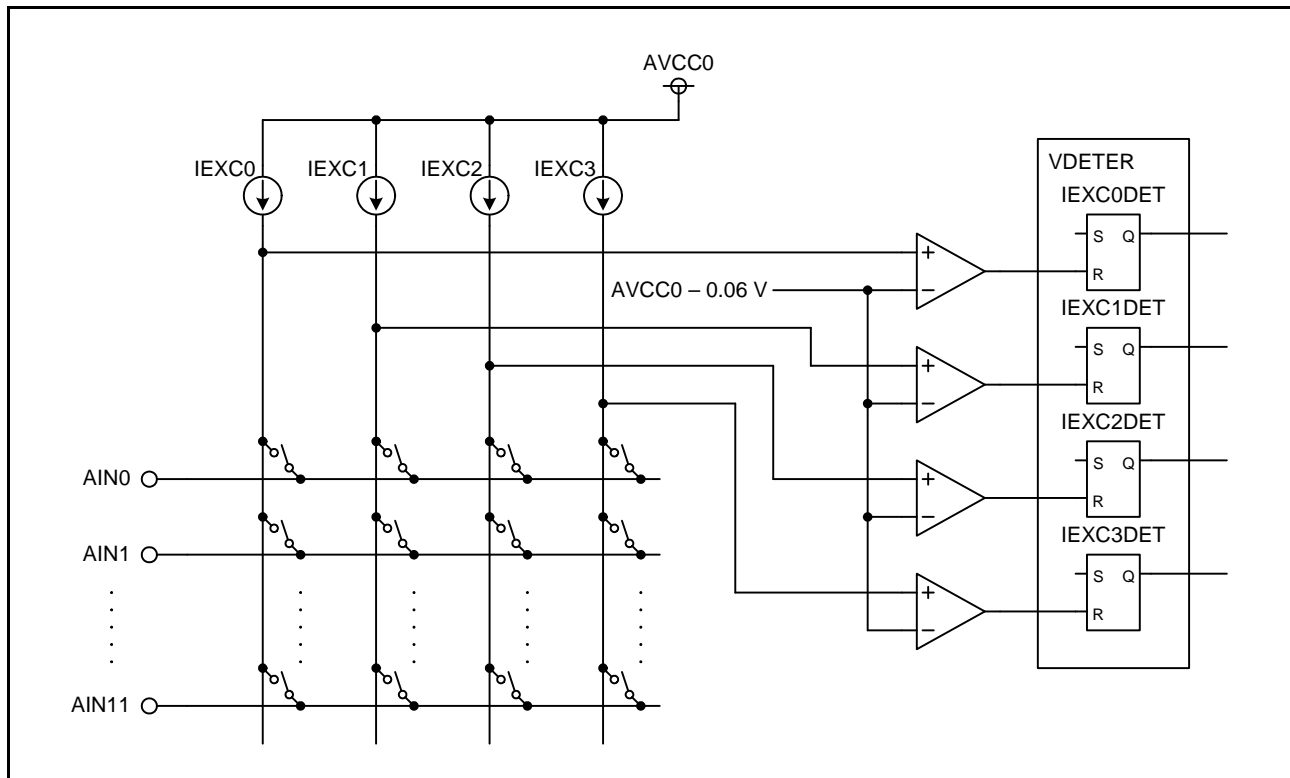 AVCC0
IEXC0 IEXC1 IEXC2 IEXC3
VDETER
IEXC0DET
S Q
R
+
−
AVCC0 – 0.06 V
IEXC1DET
S Q
R
+
−
IEXC2DET
S Q
R
+
−
IEXC3DET
S Q
R
+
−
AIN0
AIN1
AIN11